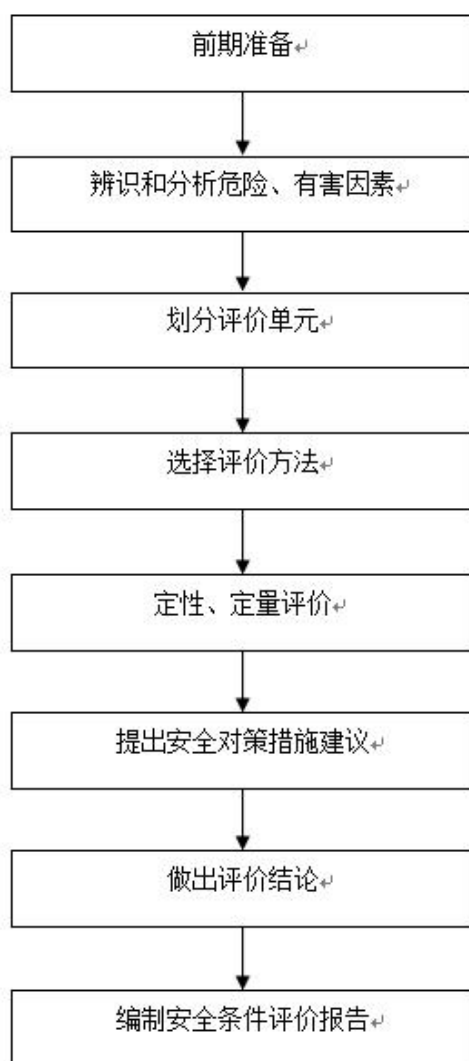 前期准备
辨识和分析危险、有害因素
划分评价单元
选择评价方法
定性、定量评价
提出安全对策措施建议
做出评价结论
编制安全条件评价报告